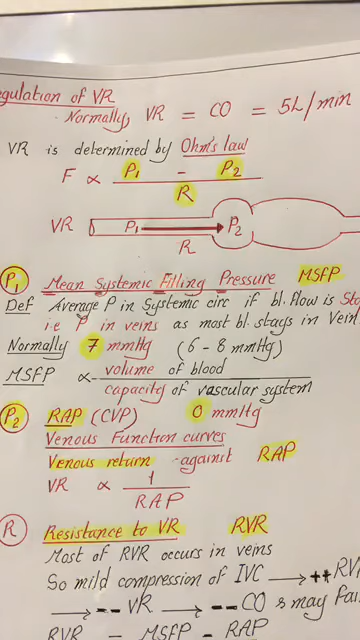 egulation of VR
Normally, VR = CO = 5L/min
VR is determined by Ohm's law
F ∝ P1 - P2
R
VR P1 P2
R
P1 Mean Systemic Filling Pressure MSFP
Def Average P in Systemic circ if bl. flow is Sto
i.e P in veins as most bl. stays in Vein
Normally 7 mmHg (6-8 mmHg)
MSFP ∝ volume of blood
capacity of vascular system
P2 RAP (CVP) 0 mmHg
Venous Function curves
Venous return against RAP
VR ∝ 1
RAP
R Resistance to VR RVR
Most of RVR occurs in veins
So mild compression of IVC → ++ RV
→ -- VR → -- CO & may Fai
RVR = MSFP - RAP